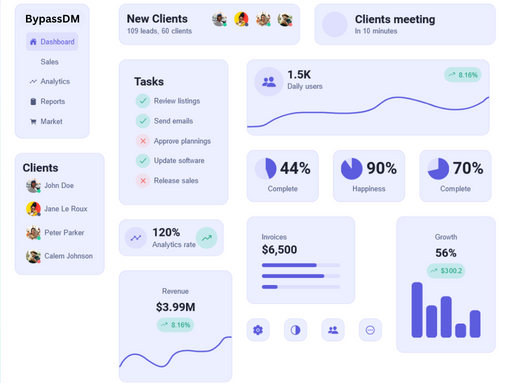 BypassDM
Dashboard
Sales
Analytics
Reports
Market
Clients
John Doe
Jane Le Roux
Peter Parker
Calem Johnson
New Clients
109 leads, 60 clients
Clients meeting
In 10 minutes
Tasks
Review listings
Send emails
Approve plannings
Update software
Release sales
1.5K
Daily users
8.16%
44%
Complete
90%
Happiness
70%
Complete
120%
Analytics rate
Revenue
$3.99M
8.16%
Invoices
$6,500
Growth
56%
$300.2